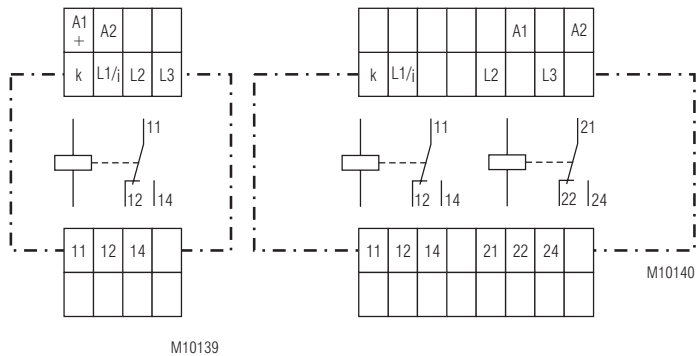 A1 + A2
k L1/i L2 L3
11
12 14
11 12 14
M10139
A1 A2
k L1/i L2 L3
11 21
12 14 22 24
11 12 14 21 22 24
M10140